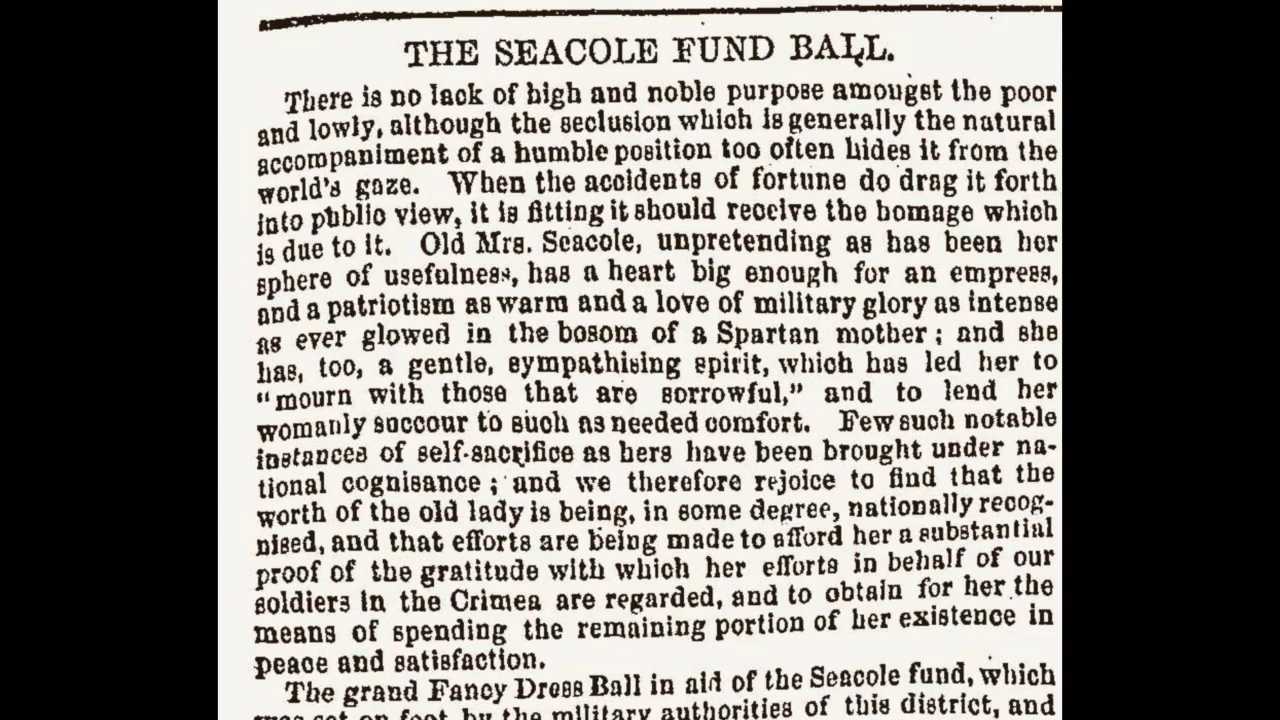 THE SEACOLE FUND BALL.
There is no lack of high and noble purpose amongst the poor
and lowly, although the seclusion which is generally the natural
accompaniment of a humble position too often hides it from the
world's gaze. When the accidents of fortune do drag it forth
into public view, it is fitting it should receive the homage which
is due to it. Old Mrs. Seacole, unpretending as has been her
sphere of usefulness, has a heart big enough for an empress,
and a patriotism as warm and a love of military glory as intense
as ever glowed in the bosom of a Spartan mother; and she
has, too, a gentle, sympathising spirit, which has led her to
"mourn with those that are sorrowful," and to lend her
womanly succour to such as needed comfort. Few such notable
instances of self-sacrifice as hers have been brought under na-
tional cognisance; and we therefore rejoice to find that the
worth of the old lady is being, in some degree, nationally recog-
nised, and that efforts are being made to afford her a substantial
proof of the gratitude with which her efforts in behalf of our
soldiers in the Crimea are regarded, and to obtain for her the
means of spending the remaining portion of her existence in
peace and satisfaction.
The grand Fancy Dress Ball in aid of the Seacole fund, which
was set on foot by the military authorities of this district, and